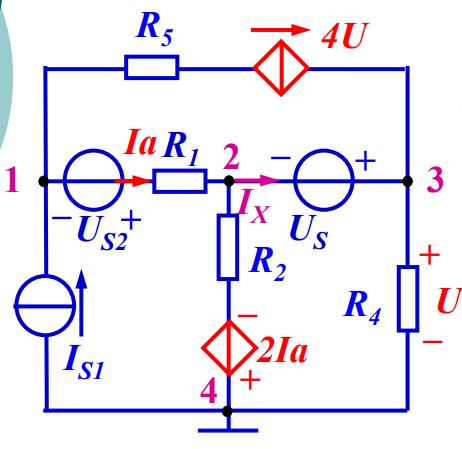 R5
4U
Ia R1 2 − +
1 3
− US2 + IX US
+
R2 R4 U
−
− 2Ia
IS1
4 +
−